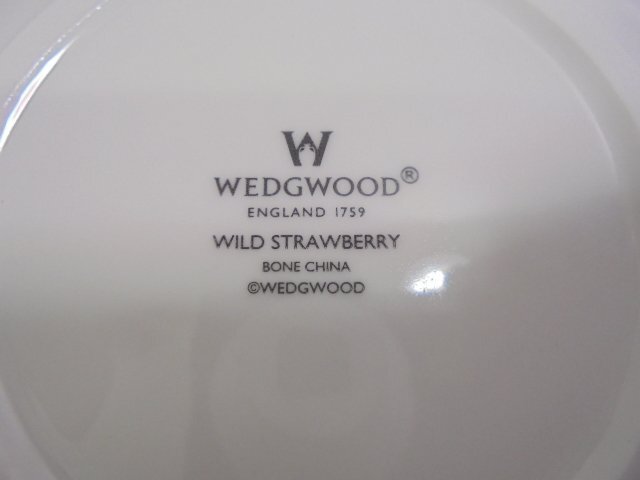 W
WEDGWOOD®
ENGLAND 1759
WILD STRAWBERRY
BONE CHINA
©WEDGWOOD